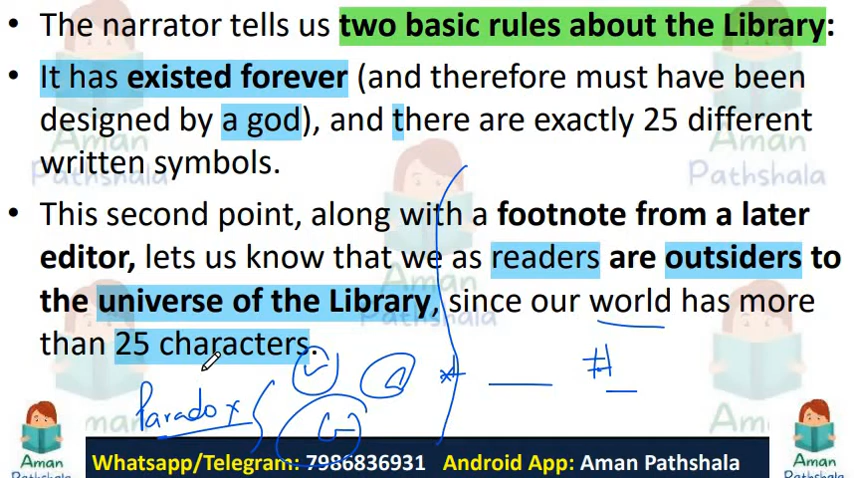 • The narrator tells us two basic rules about the Library:
• It has existed forever (and therefore must have been
designed by a god), and there are exactly 25 different
written symbols.
• This second point, along with a footnote from a later
editor, lets us know that we as readers are outsiders to
the universe of the Library, since our world has more
than 25 characters.
Paradox
* #
Aman Pathshala
Whatsapp/Telegram: 7986836931 Android App: Aman Pathshala
Aman Pathshala